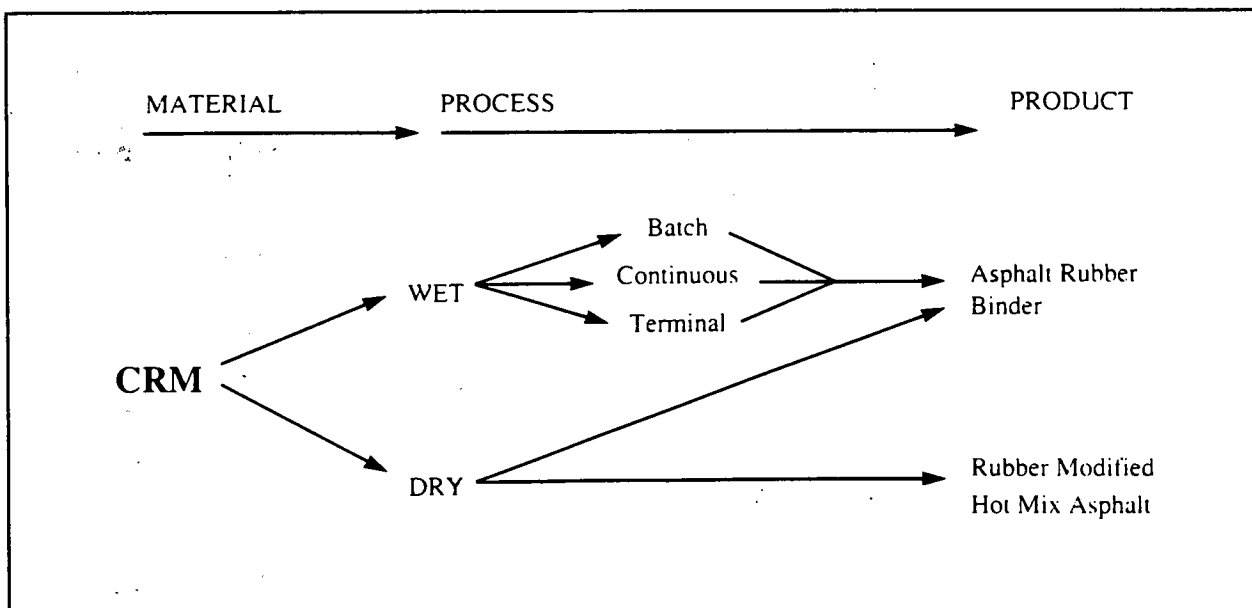 MATERIAL PROCESS PRODUCT
Batch
Continuous
Terminal
WET
Asphalt Rubber
Binder
CRM
DRY
Rubber Modified
Hot Mix Asphalt